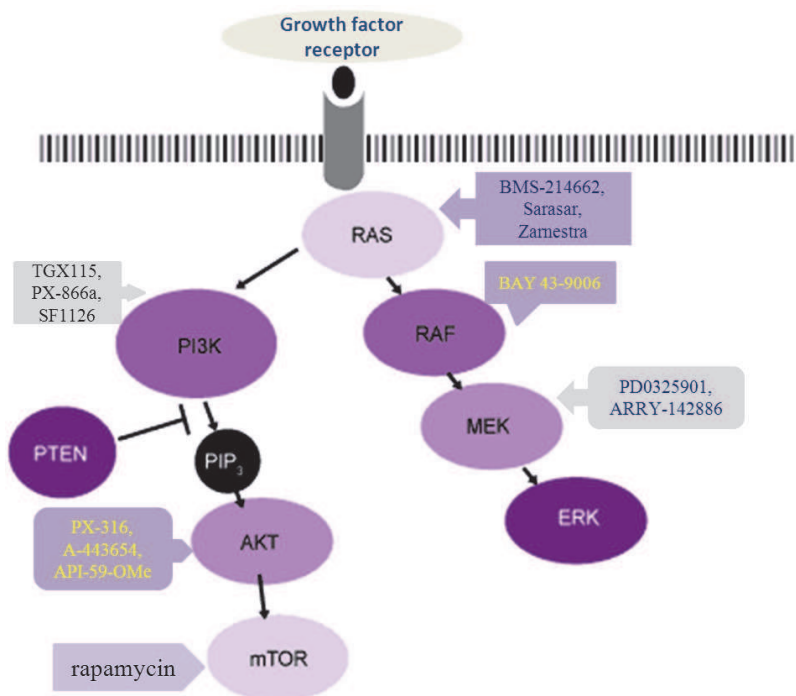 Growth factor
receptor
BMS-214662,
Sarasar,
Zarnestra
RAS
TGX115,
PX-866a,
SF1126
BAY 43-9006
PI3K
RAF
PD0325901,
ARRY-142886
MEK
PTEN
PIP3
ERK
PX-316,
A-443654,
API-59-OMe
AKT
rapamycin
mTOR